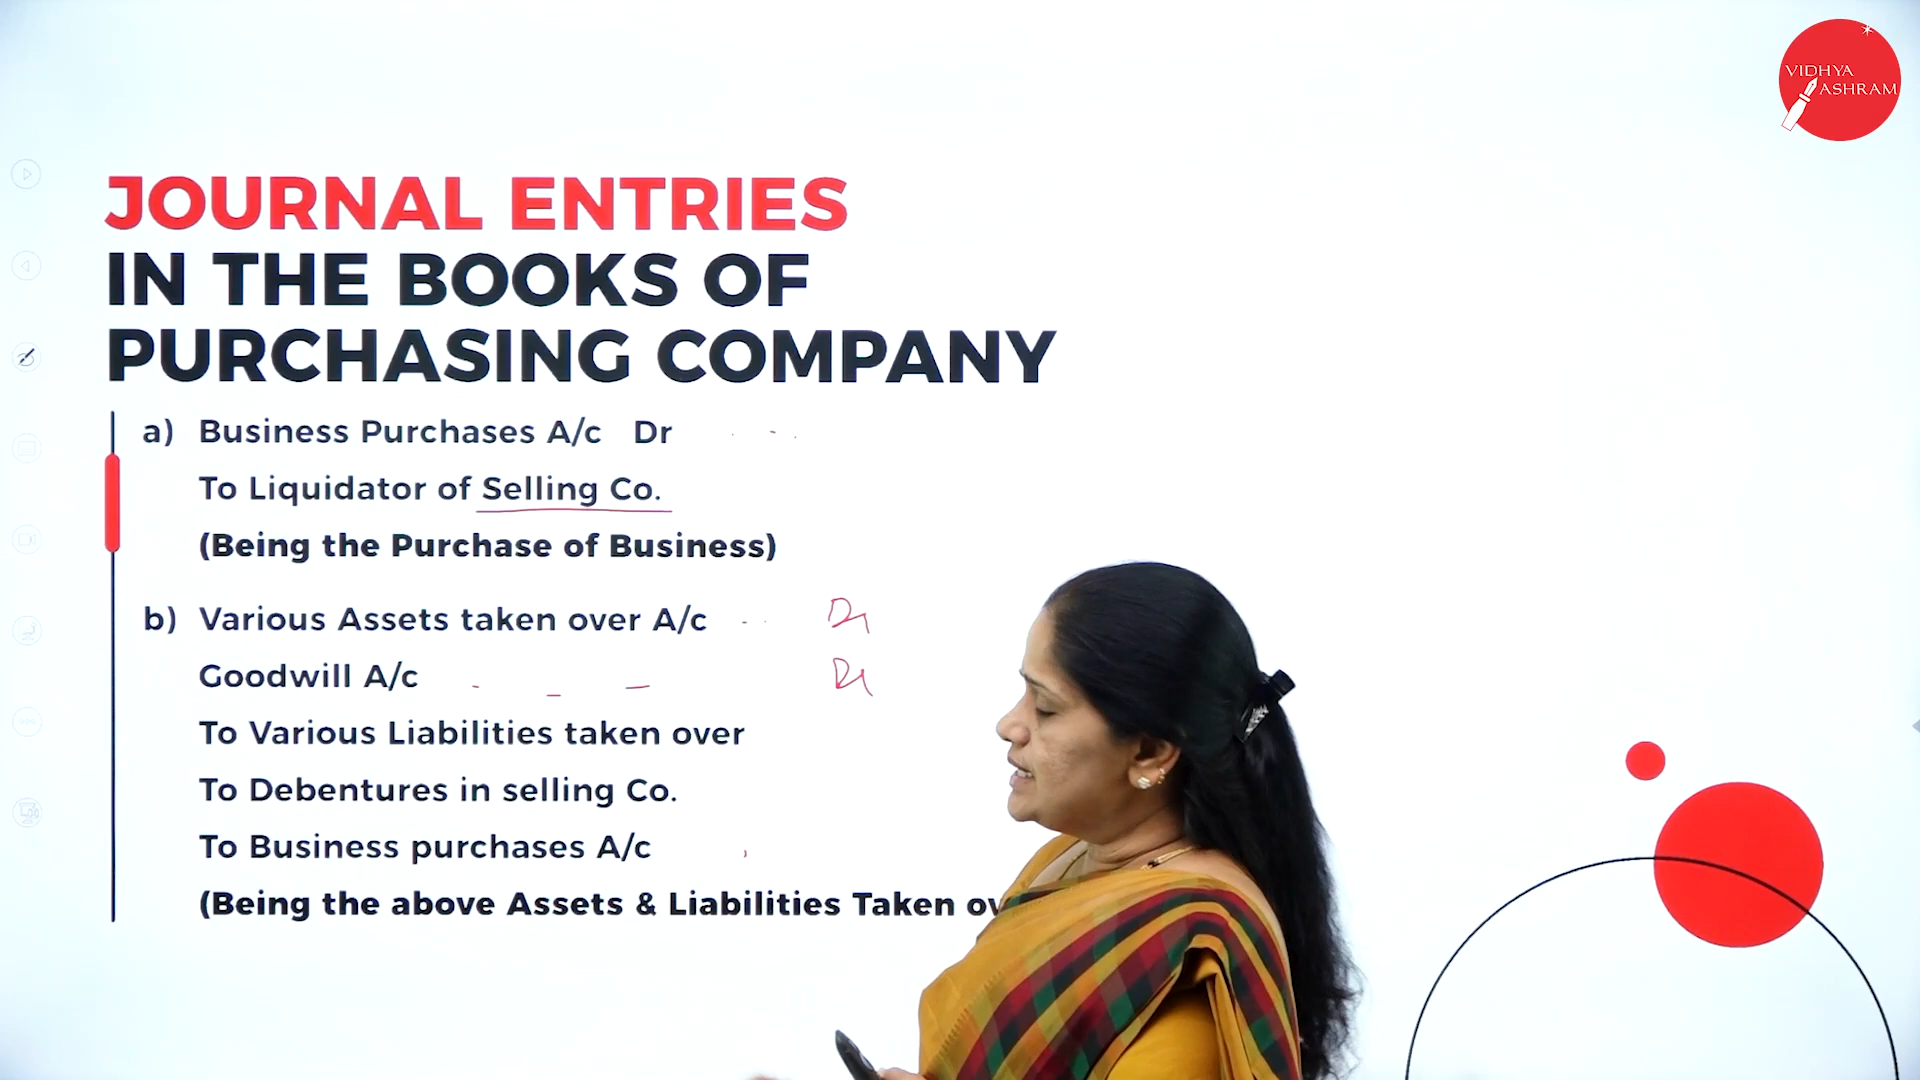 VIDHYA
ASHRAM
JOURNAL ENTRIES
IN THE BOOKS OF
PURCHASING COMPANY
a) Business Purchases A/c Dr
To Liquidator of Selling Co.
(Being the Purchase of Business)
b) Various Assets taken over A/c Dr
Goodwill A/c - - - Dr
To Various Liabilities taken over
To Debentures in selling Co.
To Business purchases A/c
(Being the above Assets & Liabilities Taken